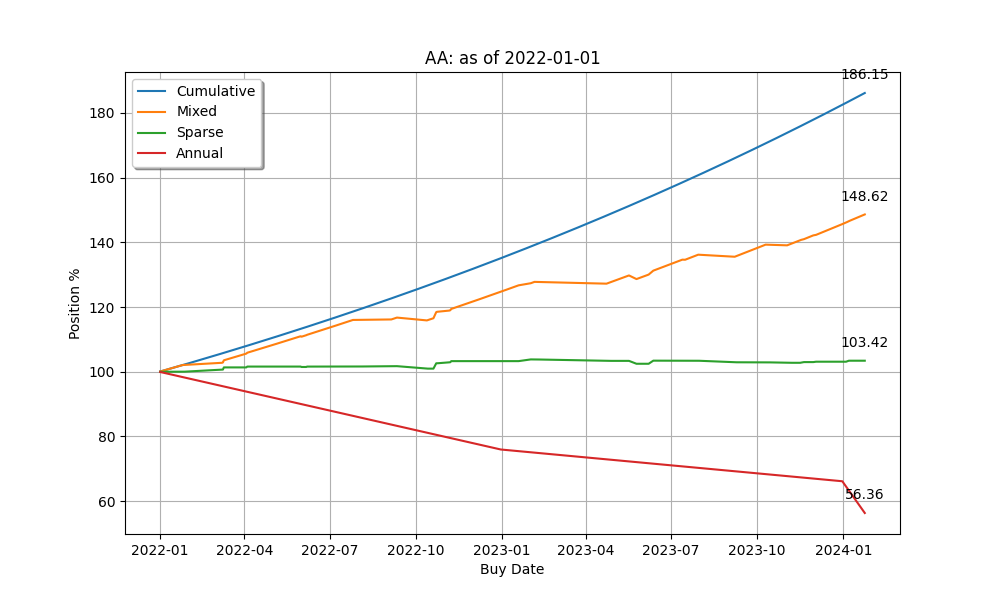 AA: as of 2022-01-01
Cumulative
Mixed
Sparse
Annual
186.15
148.62
103.42
56.36
180
160
140
120
100
80
60
Position %
2022-01 2022-04 2022-07 2022-10 2023-01 2023-04 2023-07 2023-10 2024-01
Buy Date